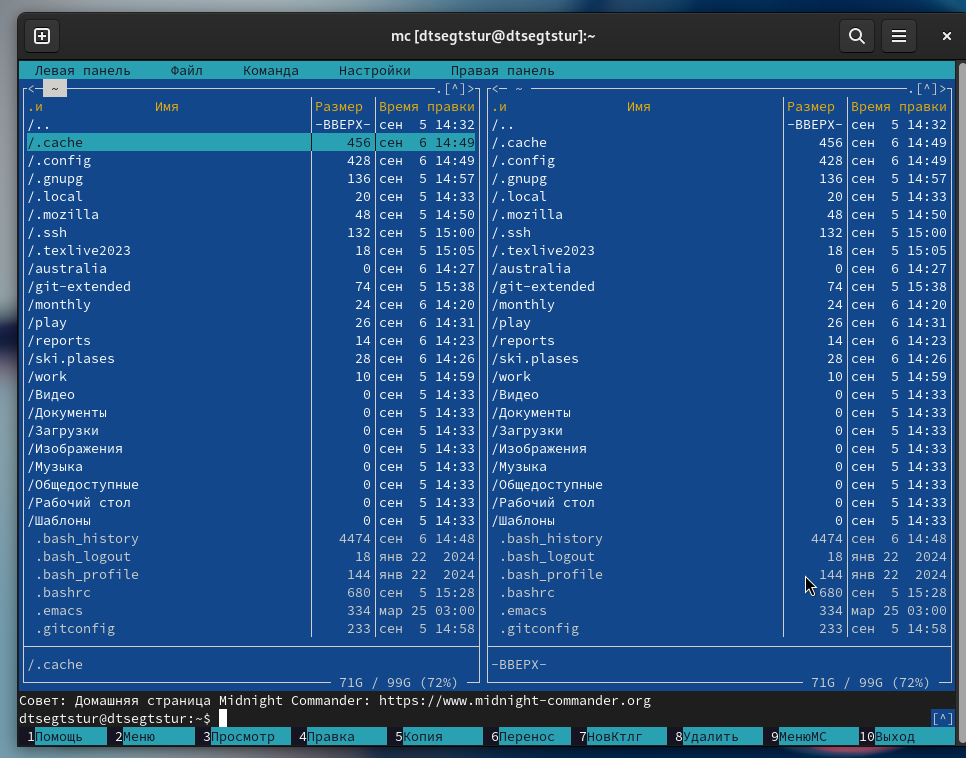 mc [dtsegtstur@dtsegtstur]:~
Левая панель Файл Команда Настройки Правая панель
<─ ~ .[^]> <─ ~ .[^]>
.и Имя Размер Время правки .и Имя Размер Время правки
/.. -ВВЕРХ- сен 5 14:32 /.. -ВВЕРХ- сен 5 14:32
/.cache 456 сен 6 14:49 /.cache 456 сен 6 14:49
/.config 428 сен 6 14:49 /.config 428 сен 6 14:49
/.gnupg 136 сен 5 14:57 /.gnupg 136 сен 5 14:57
/.local 20 сен 5 14:33 /.local 20 сен 5 14:33
/.mozilla 48 сен 5 14:50 /.mozilla 48 сен 5 14:50
/.ssh 132 сен 5 15:00 /.ssh 132 сен 5 15:00
/.texlive2023 18 сен 5 15:05 /.texlive2023 18 сен 5 15:05
/australia 0 сен 6 14:27 /australia 0 сен 6 14:27
/git-extended 74 сен 5 15:38 /git-extended 74 сен 5 15:38
/monthly 24 сен 6 14:20 /monthly 24 сен 6 14:20
/play 26 сен 6 14:31 /play 26 сен 6 14:31
/reports 14 сен 6 14:23 /reports 14 сен 6 14:23
/ski.plases 28 сен 6 14:26 /ski.plases 28 сен 6 14:26
/work 10 сен 5 14:59 /work 10 сен 5 14:59
/Видео 0 сен 5 14:33 /Видео 0 сен 5 14:33
/Документы 0 сен 5 14:33 /Документы 0 сен 5 14:33
/Загрузки 0 сен 5 14:33 /Загрузки 0 сен 5 14:33
/Изображения 0 сен 5 14:33 /Изображения 0 сен 5 14:33
/Музыка 0 сен 5 14:33 /Музыка 0 сен 5 14:33
/Общедоступные 0 сен 5 14:33 /Общедоступные 0 сен 5 14:33
/Рабочий стол 0 сен 5 14:33 /Рабочий стол 0 сен 5 14:33
/Шаблоны 0 сен 5 14:33 /Шаблоны 0 сен 5 14:33
.bash_history 4474 сен 6 14:48 .bash_history 4474 сен 6 14:48
.bash_logout 18 янв 22 2024 .bash_logout 18 янв 22 2024
.bash_profile 144 янв 22 2024 .bash_profile 144 янв 22 2024
.bashrc 680 сен 5 15:28 .bashrc 680 сен 5 15:28
.emacs 334 мар 25 03:00 .emacs 334 мар 25 03:00
.gitconfig 233 сен 5 14:58 .gitconfig 233 сен 5 14:58
/.cache -ВВЕРХ-
71G / 99G (72%) 71G / 99G (72%)
Совет: Домашняя страница Midnight Commander: https://www.midnight-commander.org
dtsegtstur@dtsegtstur:~$ [^]
1Помощь 2Меню 3Просмотр 4Правка 5Копия 6Перенос 7НовКтлг 8Удалить 9МенюМС 10Выход